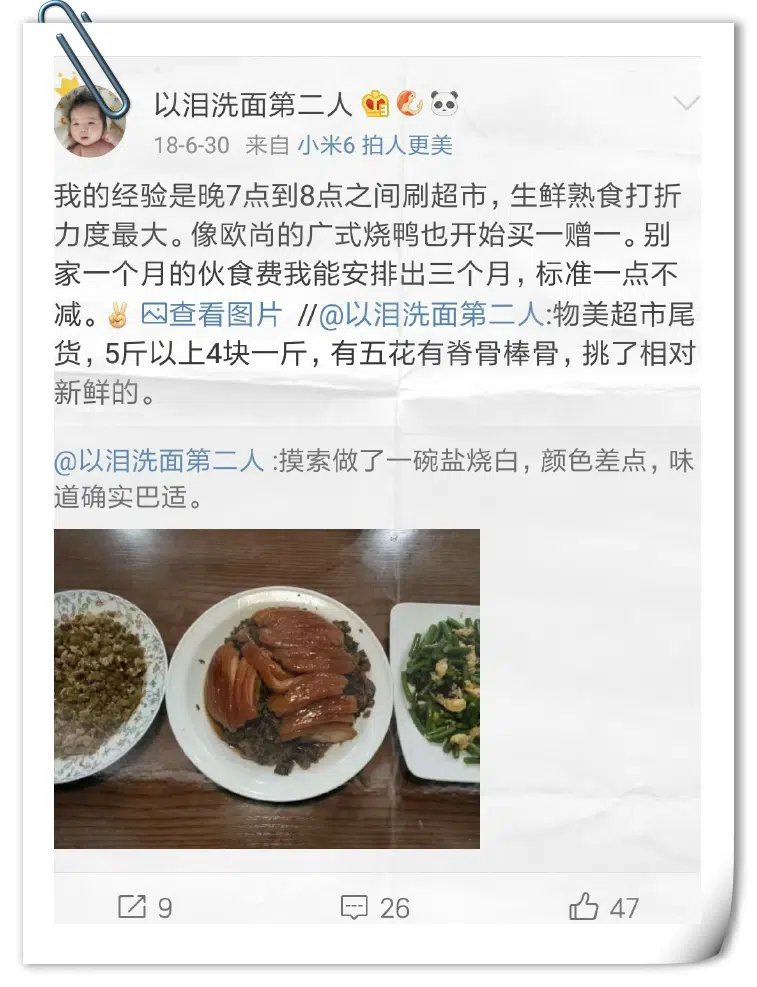 以泪洗面第二人
18-6-30 来自 小米6 拍人更美
我的经验是晚7点到8点之间刷超市，生鲜熟食打折
力度最大。像欧尚的广式烧鸭也开始买一赠一。别
家一个月的伙食费我能安排出三个月，标准一点不
减。✌ 查看图片 //@以泪洗面第二人:物美超市尾
货，5斤以上4块一斤，有五花有脊骨棒骨，挑了相对
新鲜的。
@以泪洗面第二人 :摸索做了一碗盐烧白，颜色差点，味
道确实巴适。
9 26 47